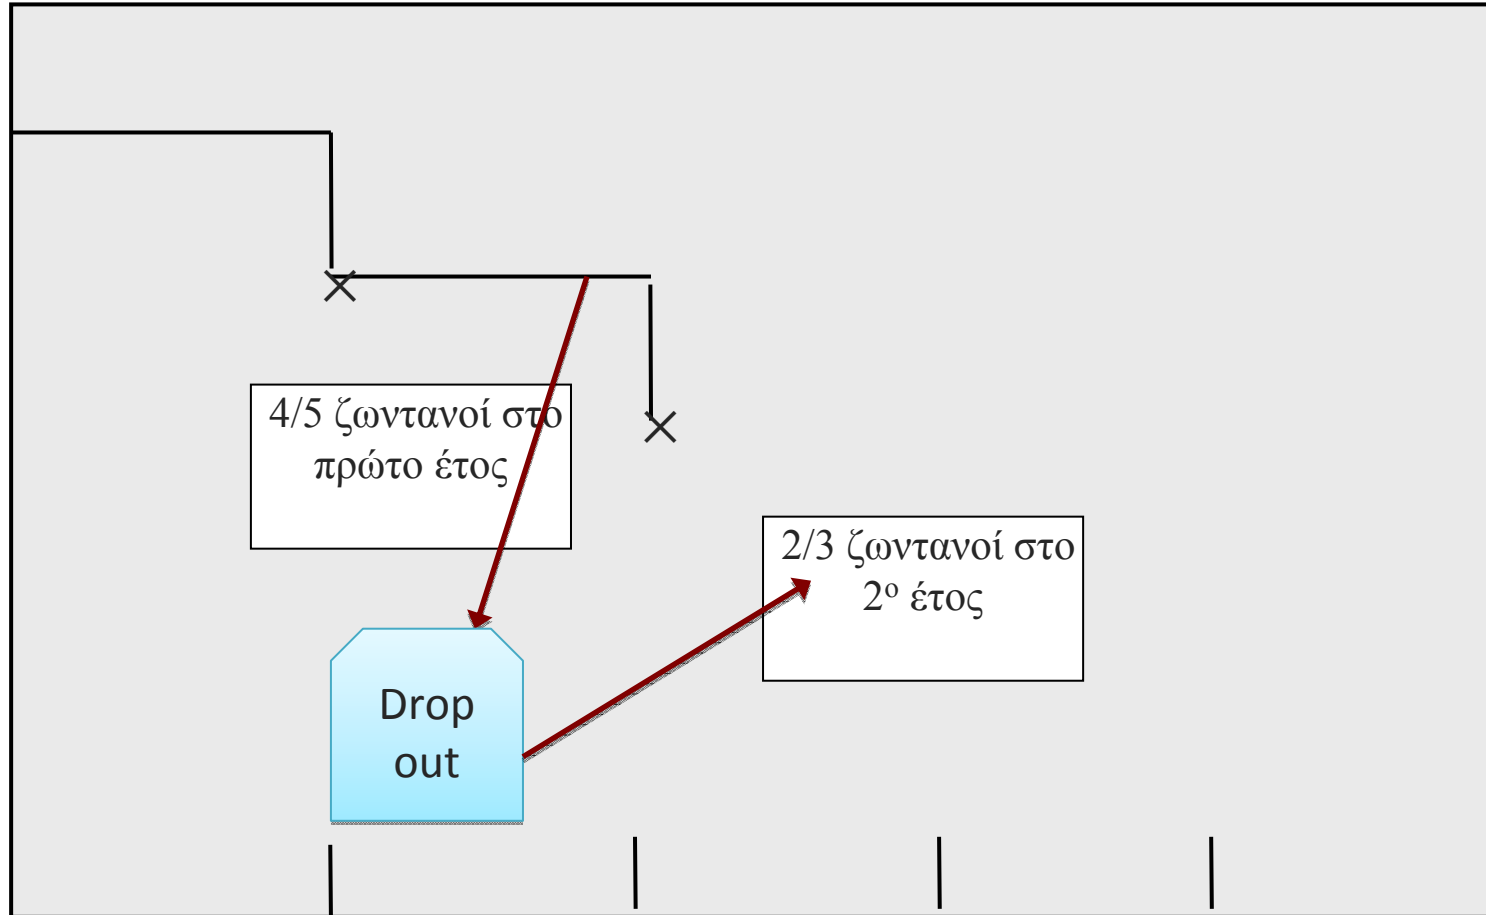 4/5 ζωντανοί στο
πρώτο έτος
2/3 ζωντανοί στο
2ο έτος
Drop
out